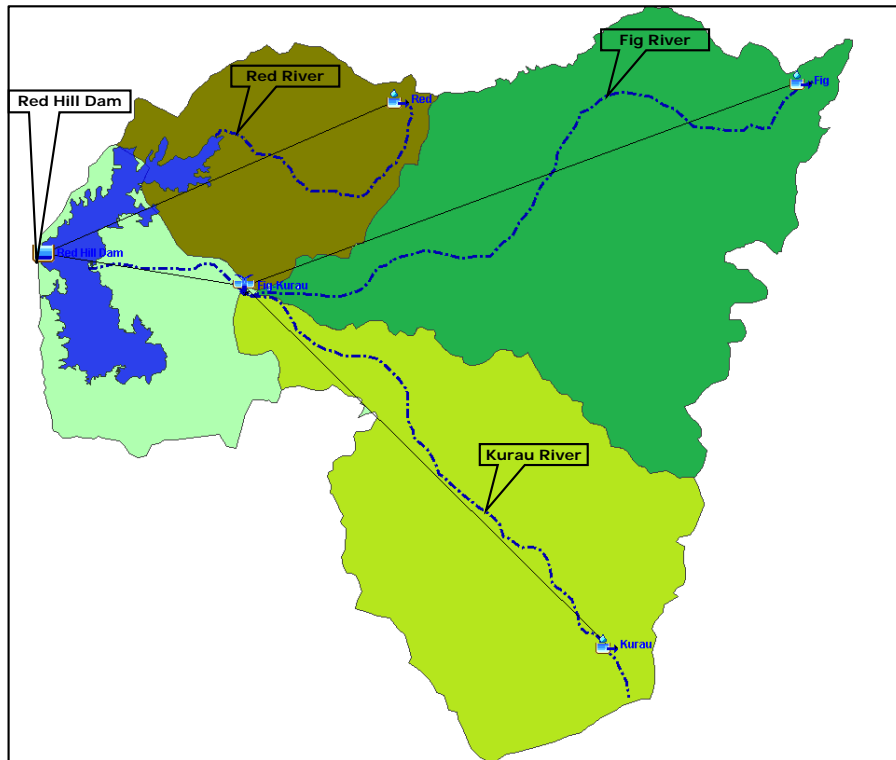 Fig River
Red River
Red Hill Dam
Red
Fig
Red Hill Dam
Fig-Kurau
Kurau River
Kurau